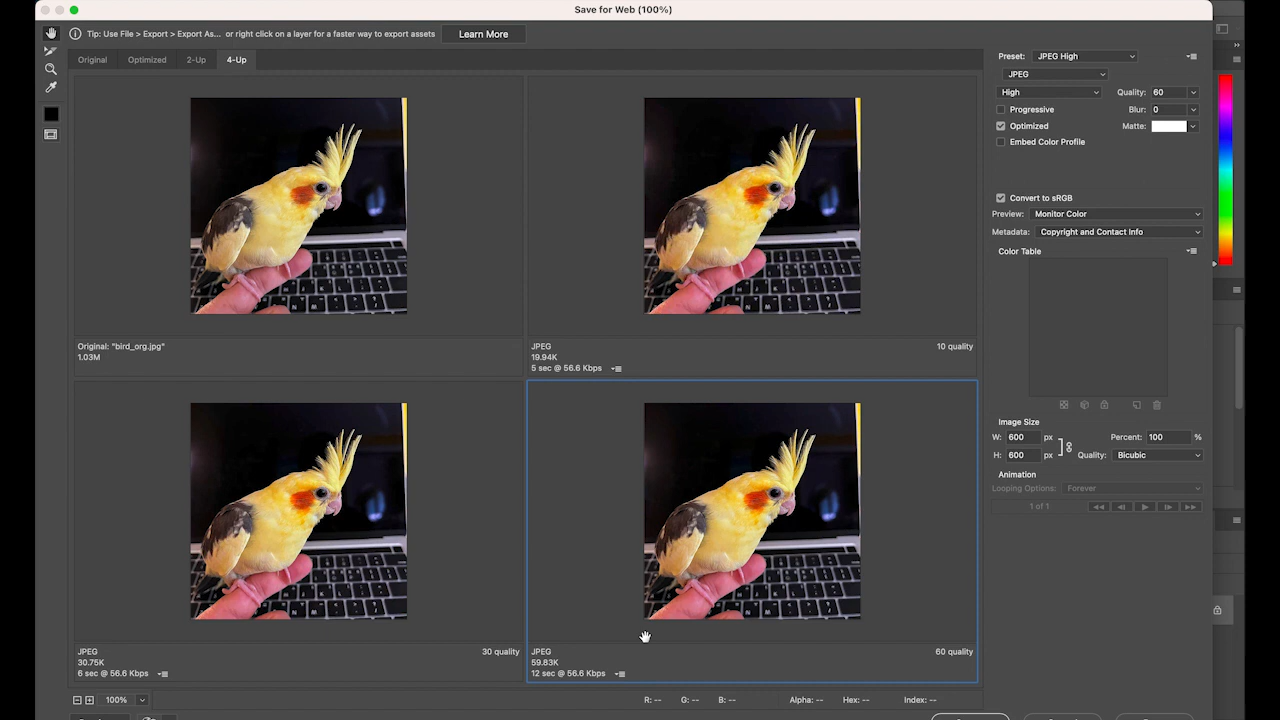 Save for Web (100%)
Tip: Use File > Export > Export As... or right click on a layer for a faster way to export assets
Learn More
Original
Optimized
2-Up
4-Up
Original: "bird_org.jpg"
1.03M
JPEG
10 quality
19.94K
5 sec @ 56.6 Kbps
JPEG
30 quality
30.75K
6 sec @ 56.6 Kbps
JPEG
60 quality
59.83K
12 sec @ 56.6 Kbps
100%
R: --
G: --
B: --
Alpha: --
Hex: --
Index: --
Preset: JPEG High
JPEG
High
Quality: 60
Progressive
Blur: 0
Optimized
Matte:
Embed Color Profile
Convert to sRGB
Preview: Monitor Color
Metadata: Copyright and Contact Info
Color Table
Image Size
W: 600 px
Percent: 100 %
H: 600 px
Quality: Bicubic
Animation
Looping Options: Forever
1 of 1